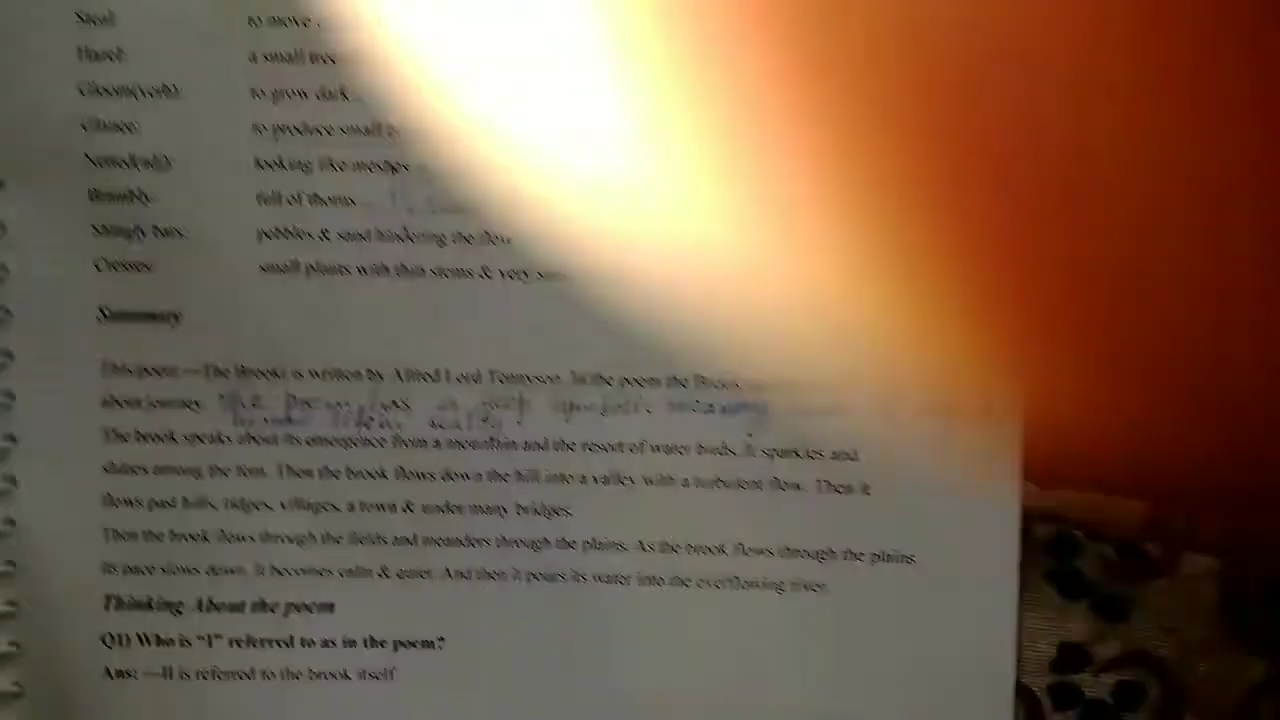 Steal: to move
Hazel: a small tree
Gloom(verb): to grow dark
Glance: to produce small
Netted(adj): looking like meshes
Brambly: full of thorns
Shingly bars: pebbles & sand hindering the flow
Cresses: small plants with thin stems & very
Summary
This poem —The Brook is written by Alfred Lord Tennyson. In the poem the Brook
about journey. The poem has a
The brook speaks about its emergence from a mountain and the resort of water birds. It sparkles and
shines among the fern. Then the brook flows down the hill into a valley with a turbulent flow. Then it
flows past hills, ridges, villages, a town & under many bridges.
Then the brook flows through the fields and meanders through the plains. As the brook flows through the plains
its pace slows down. It becomes calm & quiet. And then it pours its water into the overflowing river.
Thinking About the poem
Q1) Who is "I" referred to as in the poem?
Ans: —II is referred to the brook itself